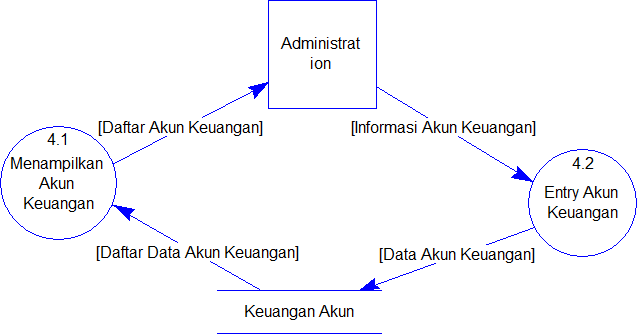 Administrat
ion
[Daftar Akun Keuangan]
[Informasi Akun Keuangan]
4.1
Menampilkan
Akun
Keuangan
4.2
Entry Akun
Keuangan
[Daftar Data Akun Keuangan]
[Data Akun Keuangan]
Keuangan Akun